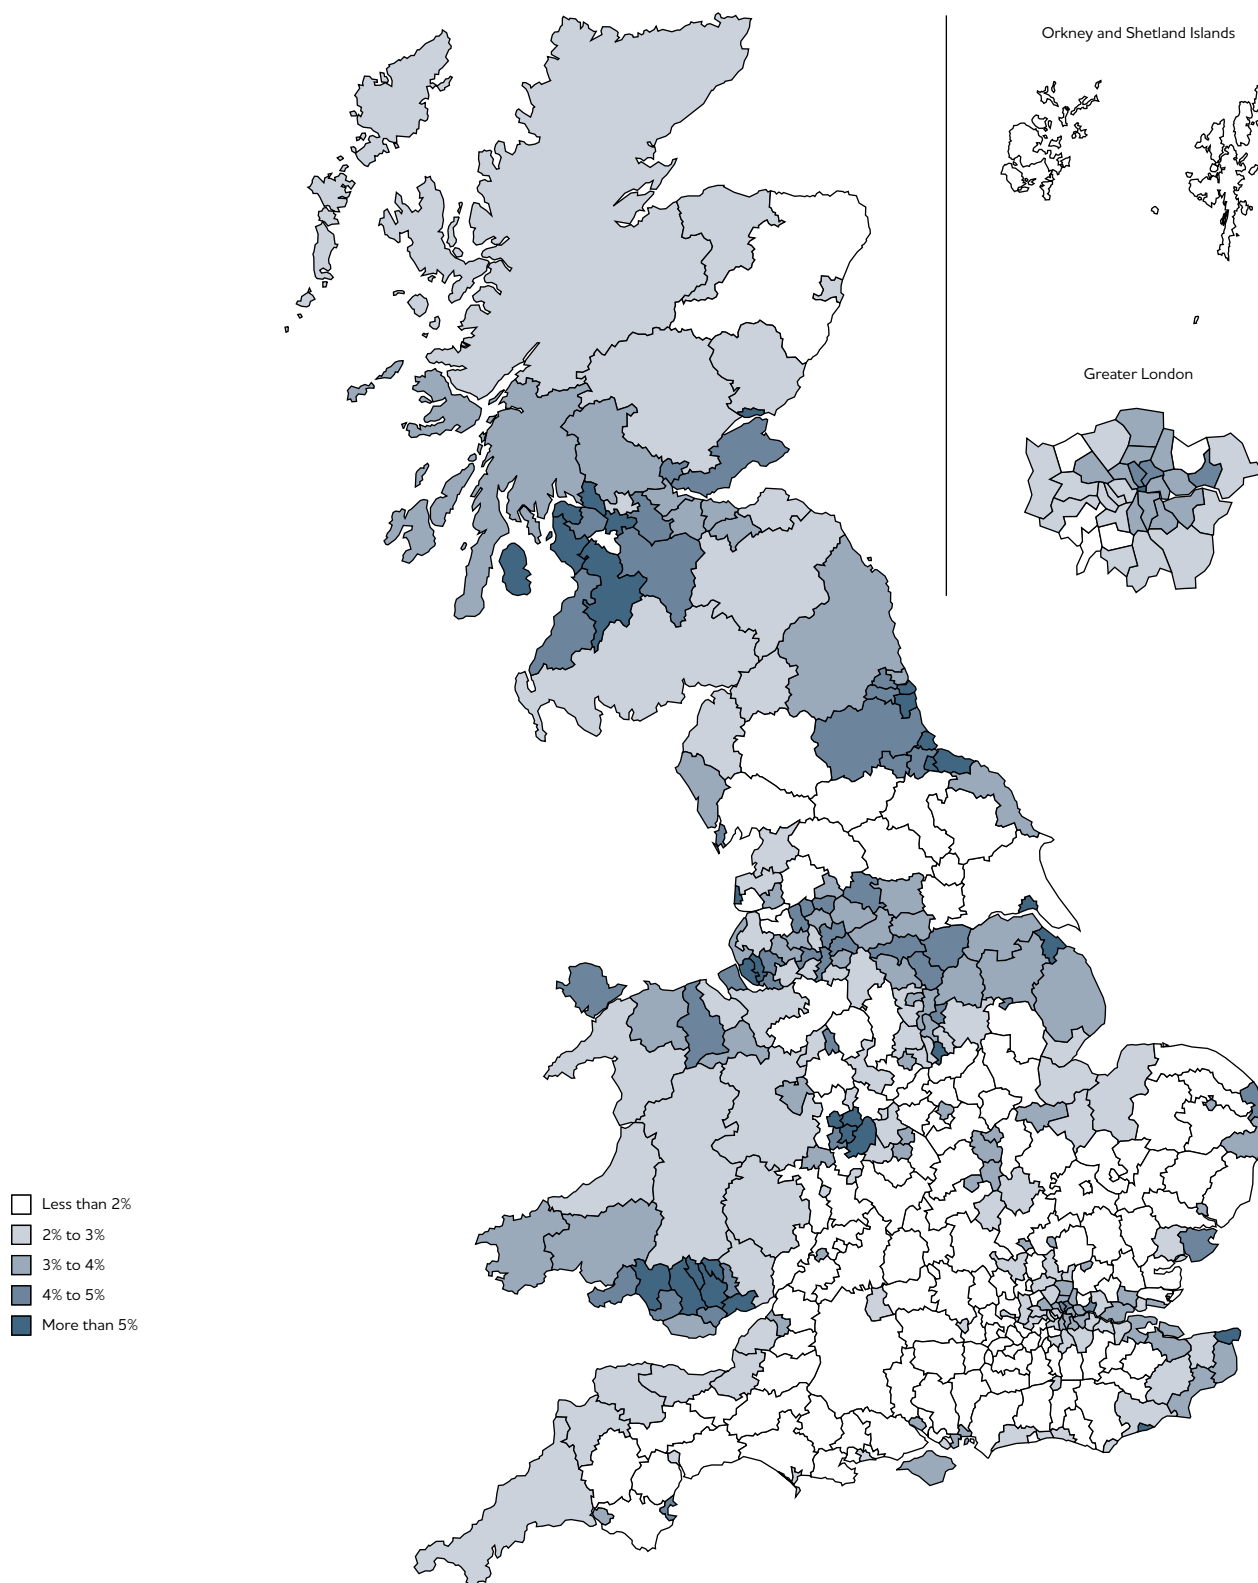 Orkney and Shetland Islands
Greater London
Less than 2%
2% to 3%
3% to 4%
4% to 5%
More than 5%